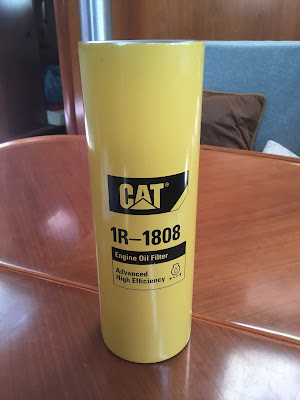 CAT®
1R-1808
Engine Oil Filter
Advanced
High Efficiency